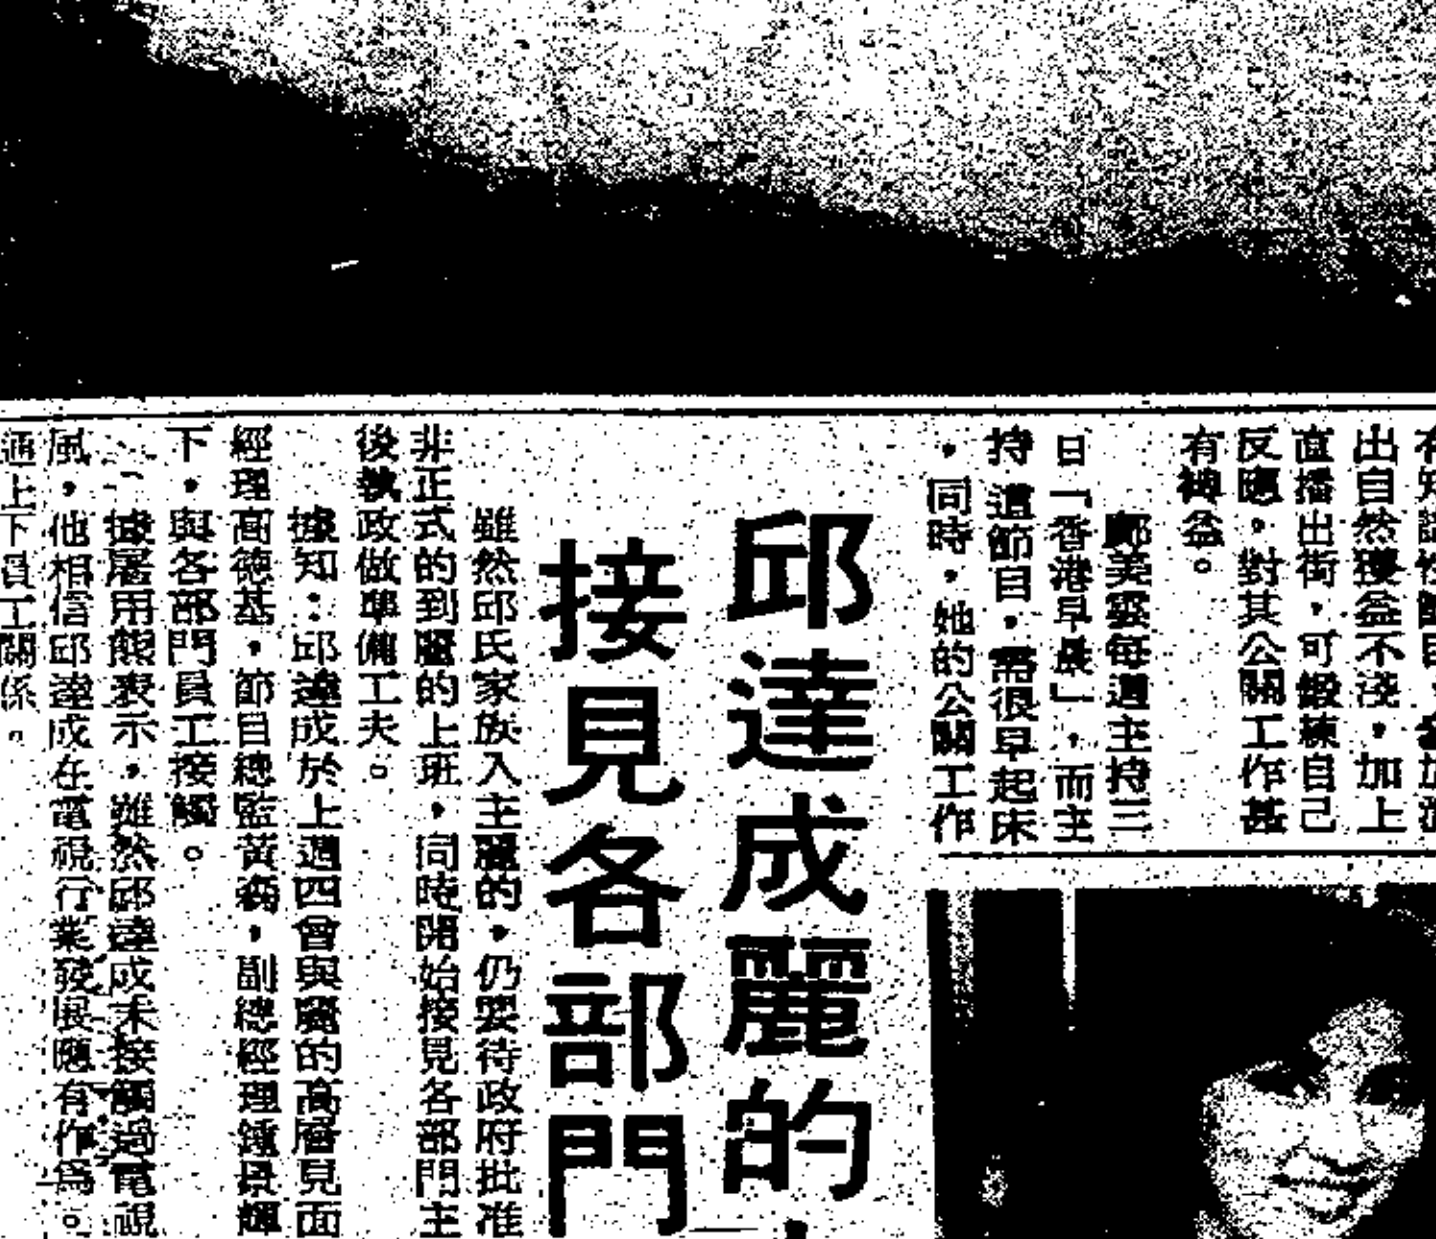 出自然獲益不淺，加上
直播出街，可鍛練自己
反應。對其公關工作甚
有裨益。
鄭美雲每週主持三
日「香港早晨」，而主
持這節目，需很早起床
，同時，她的公關工作
邱達成麗的
接見各部門
雖然邱氏家族入主麗的，仍要待政府批准
非正式的到麗的上班，同時開始接見各部門主
後執政做準備工夫。
據知：邱達成於上週四曾與麗的高層見面
經理高德基，節目總監黃錫，副總經理鍾景輝
下，與各部門員工接觸。
據屠用熊表示，雖然邱達成未接觸過電視
風，他相信邱達成在電視行業發展應有作為。
通上下員工關係。